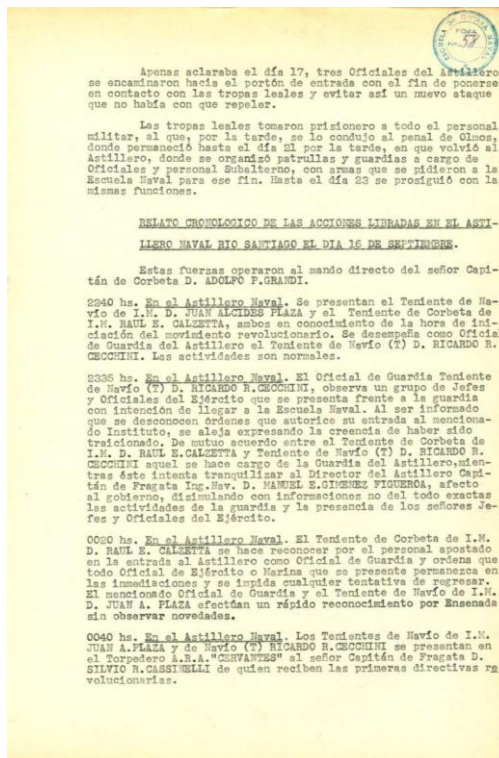 ESCUELA DE GUERRA NAVAL
FOJA
57
Apenas aclaraba el día 17, tres Oficiales del Astillero
se encaminaron hacia el portón de entrada con el fin de ponerse
en contacto con las tropas leales y evitar así un nuevo ataque
que no había con que repeler.
Las tropas leales tomaron prisionero a todo el personal
militar, al que, por la tarde, se lo condujo al penal de Olmos,
donde permaneció hasta el día 21 por la tarde, en que volvió al
Astillero, donde se organizó patrullas y guardias a cargo de
Oficiales y personal Subalterno, con armas que se pidieron a la
Escuela Naval para ese fin. Hasta el día 23 se prosiguió con la
mismas funciones.
RELATO CRONOLOGICO DE LAS ACCIONES LIBRADAS EN EL ASTI-
LLERO NAVAL RIO SANTIAGO EL DIA 16 DE SEPTIEMBRE.
Estas fuerzas operaron al mando directo del señor Capi-
tán de Corbeta D. ADOLFO P.GRANDI.
2240 hs. En el Astillero Naval. Se presentan el Teniente de Na-
vío de I.M. D. JUAN ALCIDES PLAZA y el Teniente de Corbeta de
I.M. RAUL E. CALZETTA, ambos en conocimiento de la hora de ini-
ciación del movimiento revolucionario. Se desempeña como Oficia
de Guardia del Astillero el Teniente de Navío (T) D. RICARDO R.
CECCHINI. Las actividades son normales.
2335 hs. En el Astillero Naval. El Oficial de Guardia Teniente
de Navío (T) D. RICARDO R.CECCHINI, observa un grupo de Jefes
y Oficiales del Ejército que se presenta frente a la guardia
con intención de llegar a la Escuela Naval. Al ser informado
que se desconocen órdenes que autorice su entrada al menciona-
do Instituto, se aleja expresando la creencia de haber sido
traicionado. De mutuo acuerdo entre el Teniente de Corbeta de
I.M. D. RAUL E.CALZETTA y Teniente de Navío (T) D. RICARDO R.
CECCHINI aquel se hace cargo de la Guardia del Astillero,mien-
tras éste intenta tranquilizar al Director del Astillero Capi-
tán de Fragata Ing.Nav. D. MANUEL E.GIMENEZ FIGUEROA, afecto
al gobierno, disimulando con informaciones no del todo exactas
las actividades de la guardia y la presencia de los señores Je-
fes y Oficiales del Ejército.
0020 hs. En el Astillero Naval. El Teniente de Corbeta de I.M.
D. RAUL E. CALZETTA se hace reconocer por el personal apostado
en la entrada al Astillero como Oficial de Guardia y ordena que
todo Oficial de Ejército o Marina que se presente permanezca en
las inmediaciones y se impida cualquier tentativa de regresar.
El mencionado Oficial de Guardia y el Teniente de Navío de I.M.
D. JUAN A. PLAZA efectúan un rápido reconocimiento por Ensenada
sin observar novedades.
0040 hs. En el Astillero Naval. Los Tenientes de Navío de I.M.
JUAN A.PLAZA y de Navío (T) RICARDO R.CECCHINI se presentan en
el Torpedero A.R.A."CERVANTES" al señor Capitán de Fragata D.
SILVIO R.CASSINELLI de quien reciben las primeras directivas re
volucionarias.